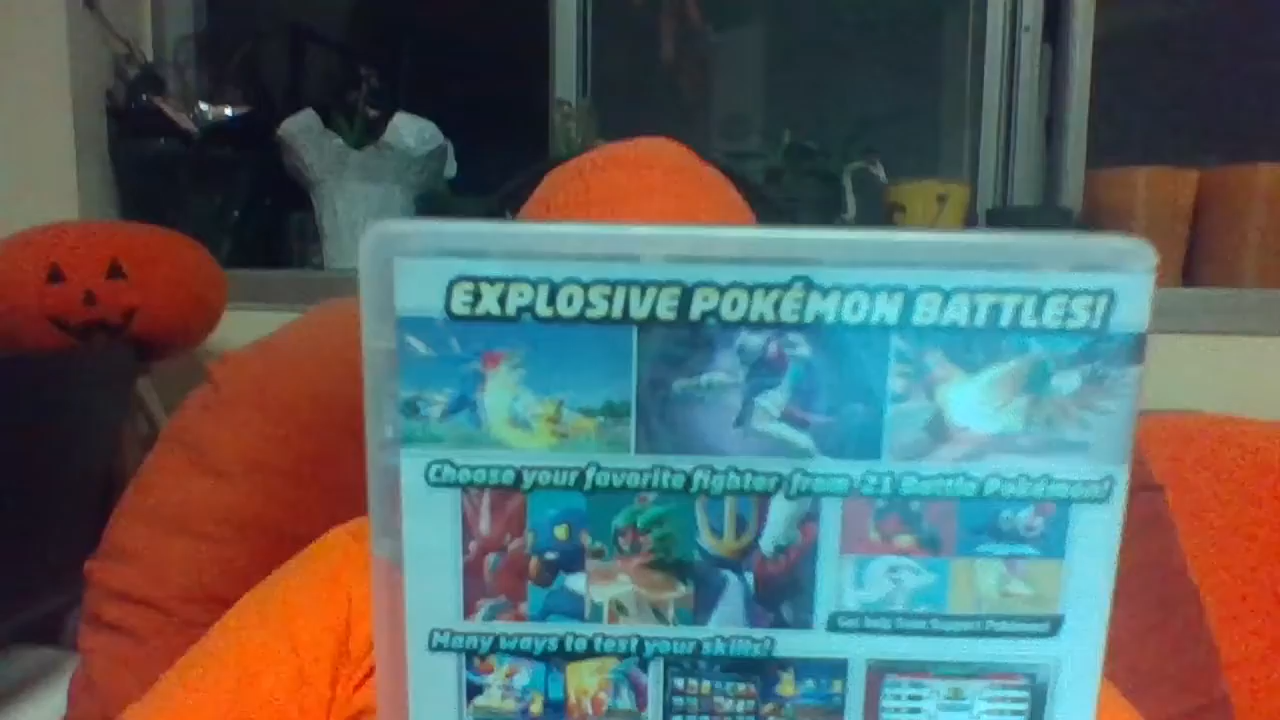 EXPLOSIVE POKÉMON BATTLES!
Choose your favorite fighter from 21 Battle Pokémon!
Get help from Support Pokémon!
Many ways to test your skills!